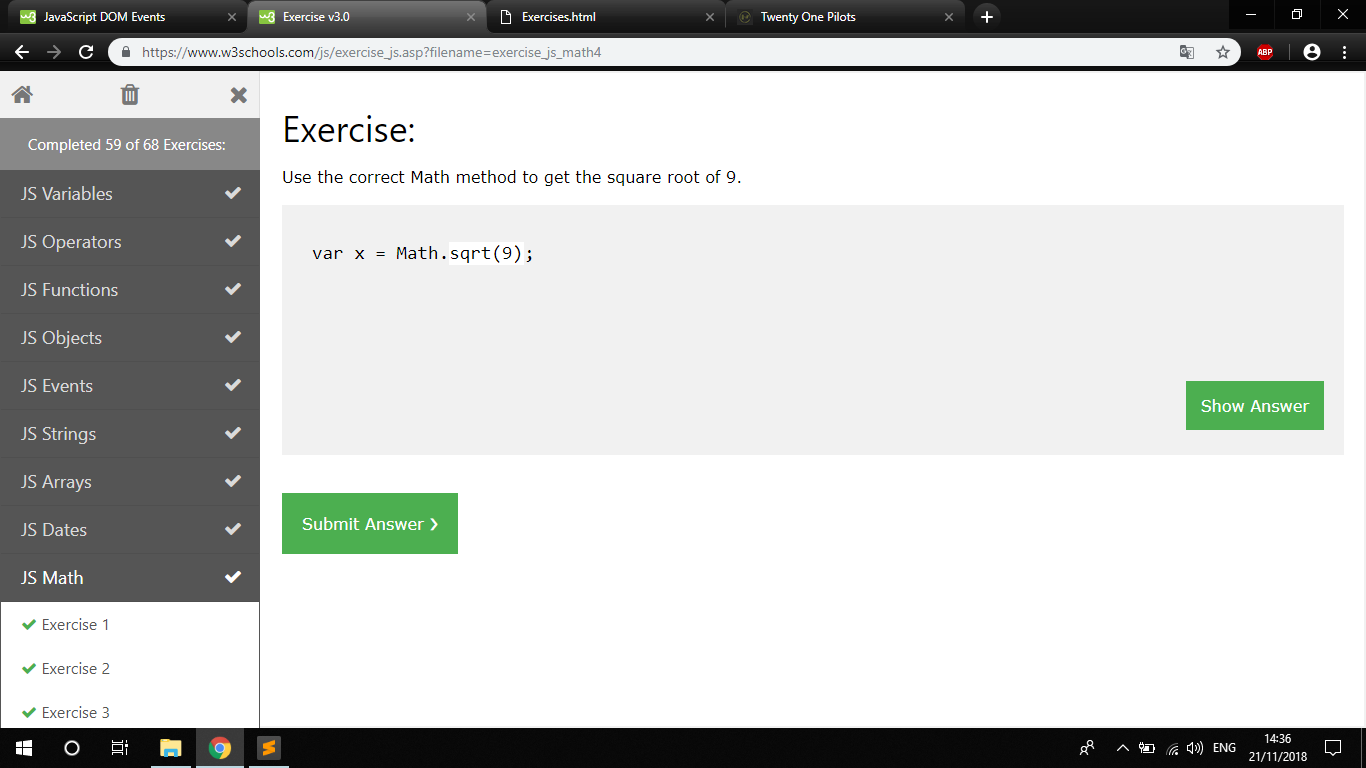 JavaScript DOM Events
Exercise v3.0
Exercises.html
Twenty One Pilots
https://www.w3schools.com/js/exercise_js.asp?filename=exercise_js_math4
ABP
Completed 59 of 68 Exercises:
JS Variables
JS Operators
JS Functions
JS Objects
JS Events
JS Strings
JS Arrays
JS Dates
JS Math
Exercise 1
Exercise 2
Exercise 3
Exercise:
Use the correct Math method to get the square root of 9.
var x = Math.sqrt(9);
Show Answer
Submit Answer ❯
ENG
14:36
21/11/2018